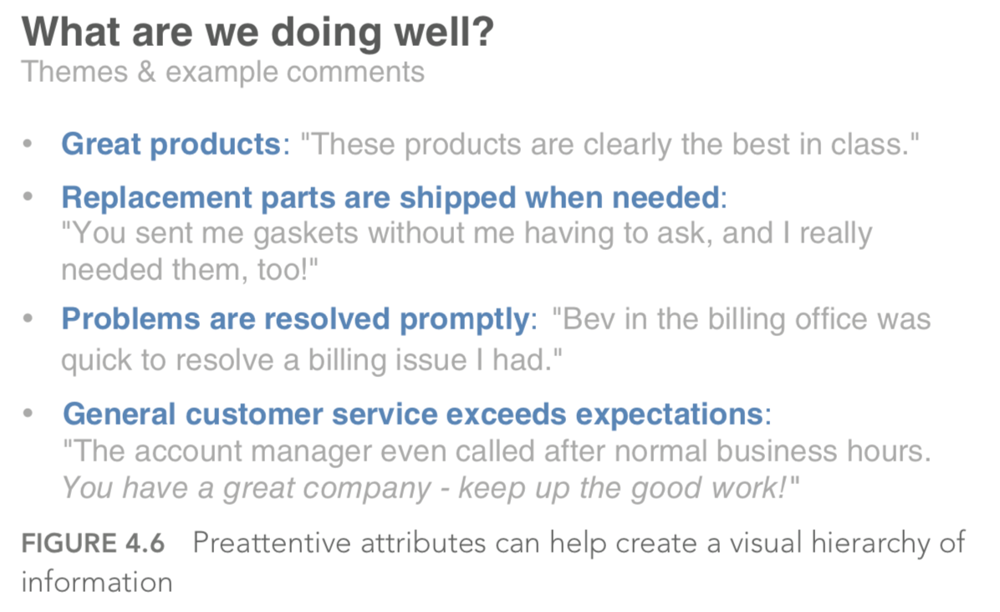 What are we doing well?
Themes & example comments
• Great products: "These products are clearly the best in class."
• Replacement parts are shipped when needed:
"You sent me gaskets without me having to ask, and I really
needed them, too!"
• Problems are resolved promptly: "Bev in the billing office was
quick to resolve a billing issue I had."
• General customer service exceeds expectations:
"The account manager even called after normal business hours.
You have a great company - keep up the good work!"
FIGURE 4.6 Preattentive attributes can help create a visual hierarchy of
information